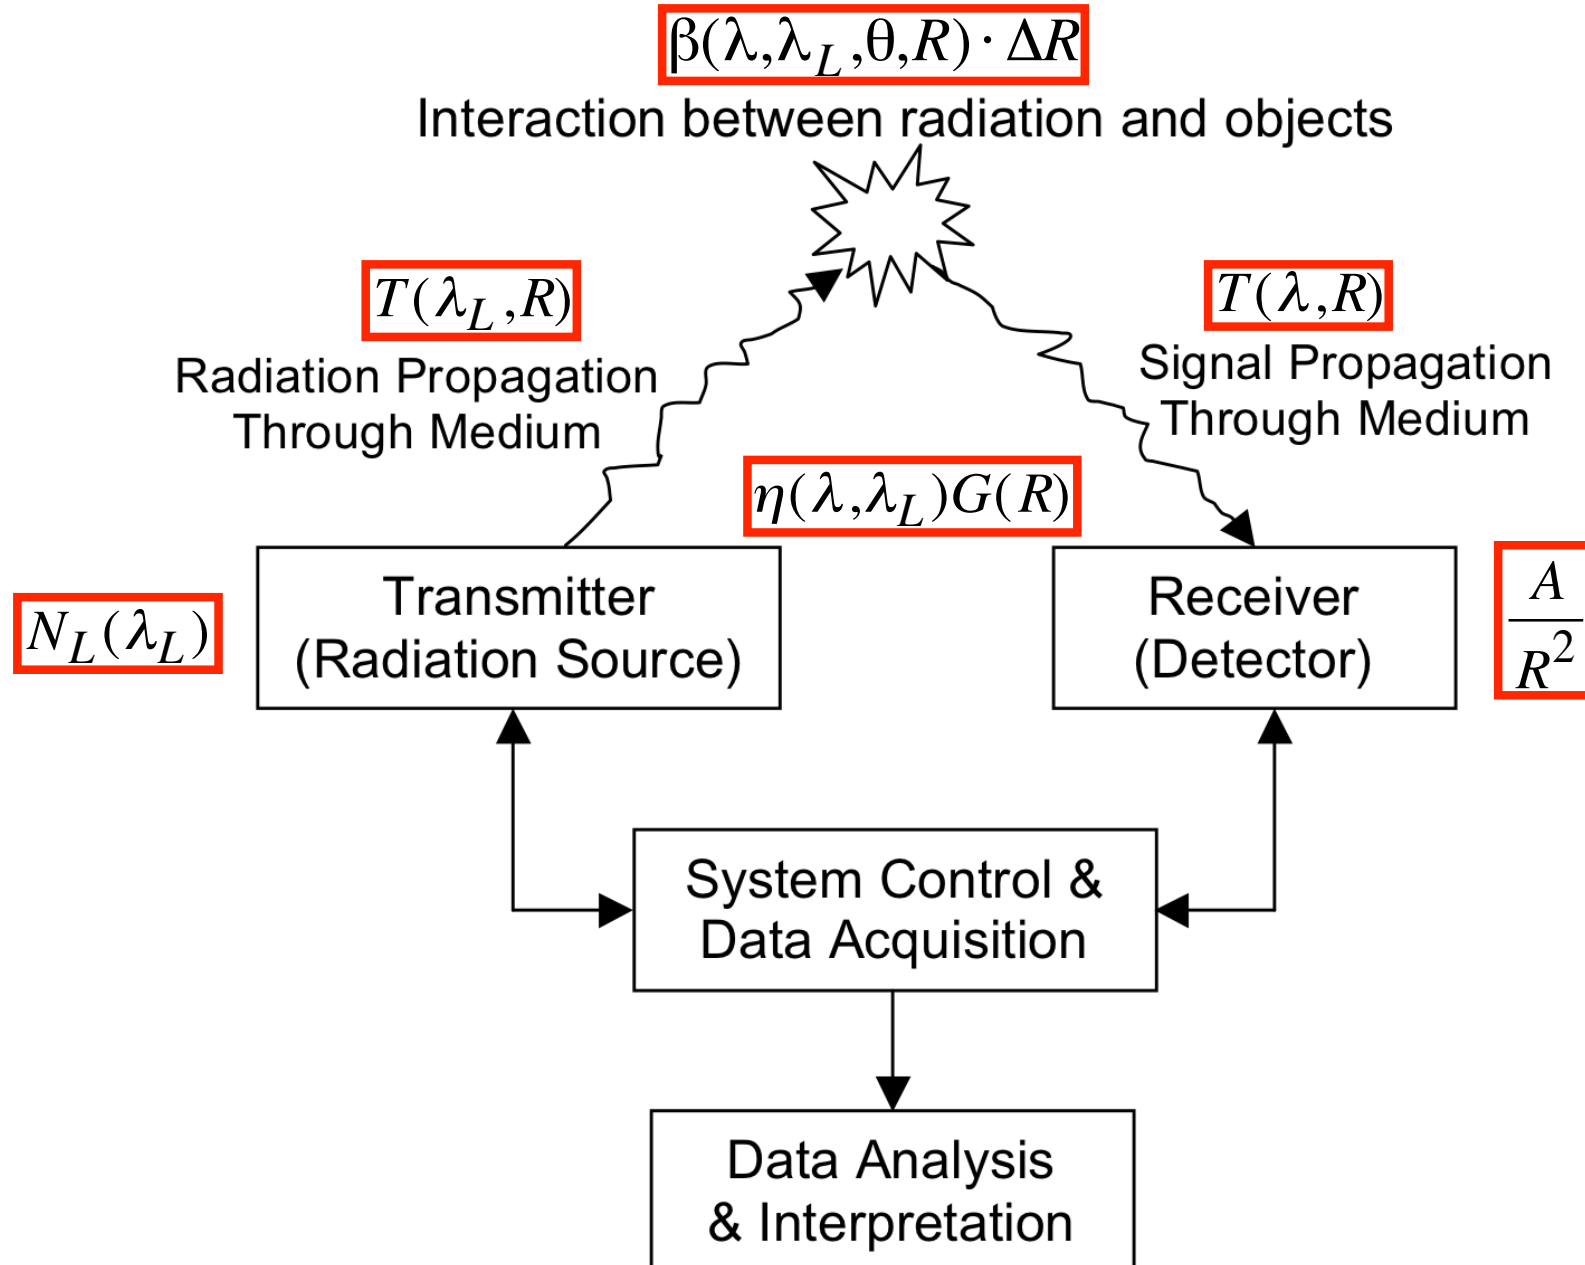 β(λ,λ_L,θ,R)·ΔR
Interaction between radiation and objects
T(λ_L,R)
Radiation Propagation
Through Medium
T(λ,R)
Signal Propagation
Through Medium
η(λ,λ_L)G(R)
N_L(λ_L)
Transmitter
(Radiation Source)
Receiver
(Detector)
A
R²
System Control &
Data Acquisition
Data Analysis
& Interpretation